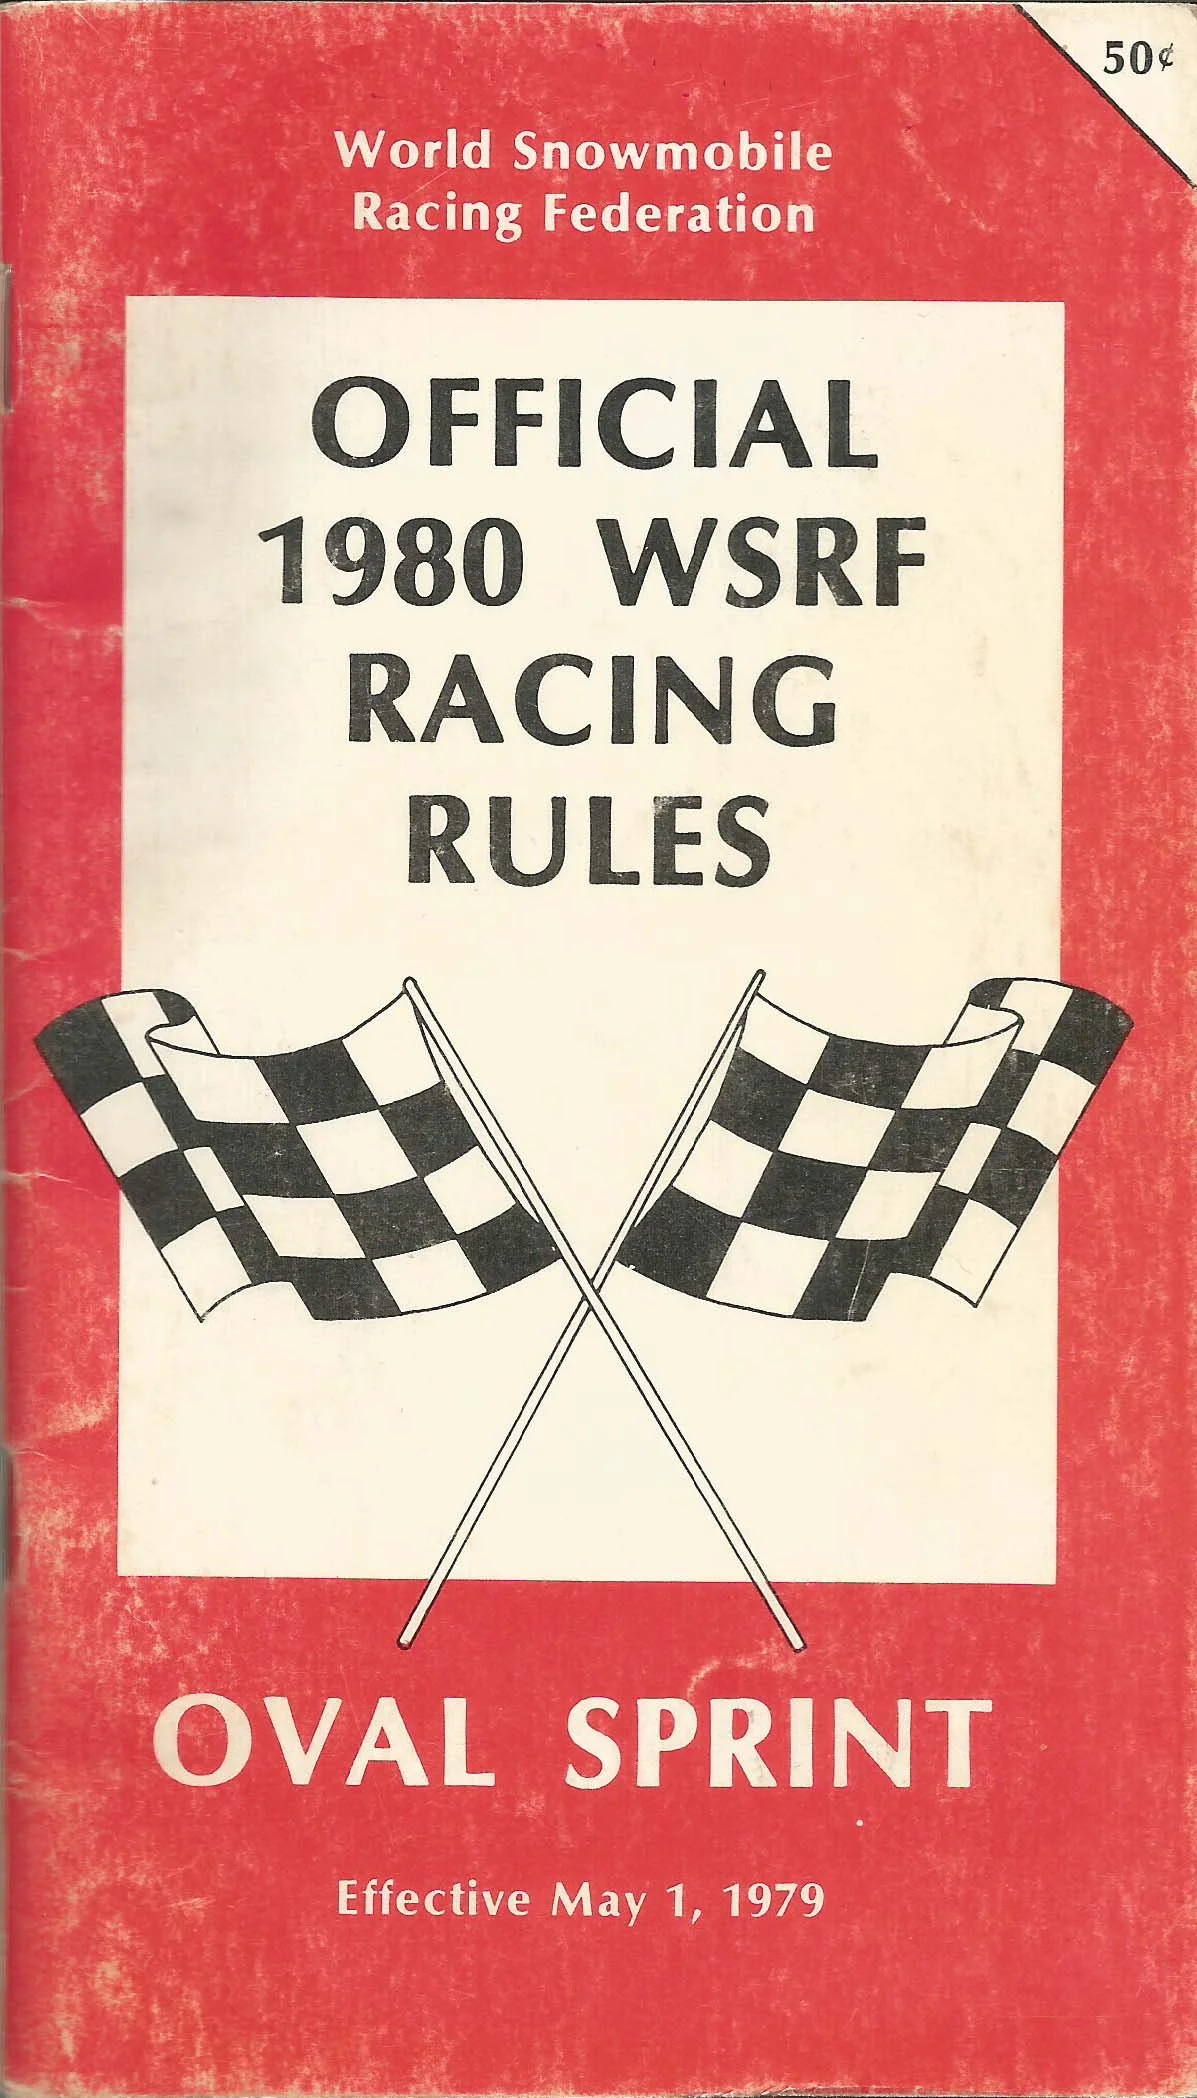 50¢
World Snowmobile
Racing Federation
OFFICIAL
1980 WSRF
RACING
RULES
OVAL SPRINT
Effective May 1, 1979